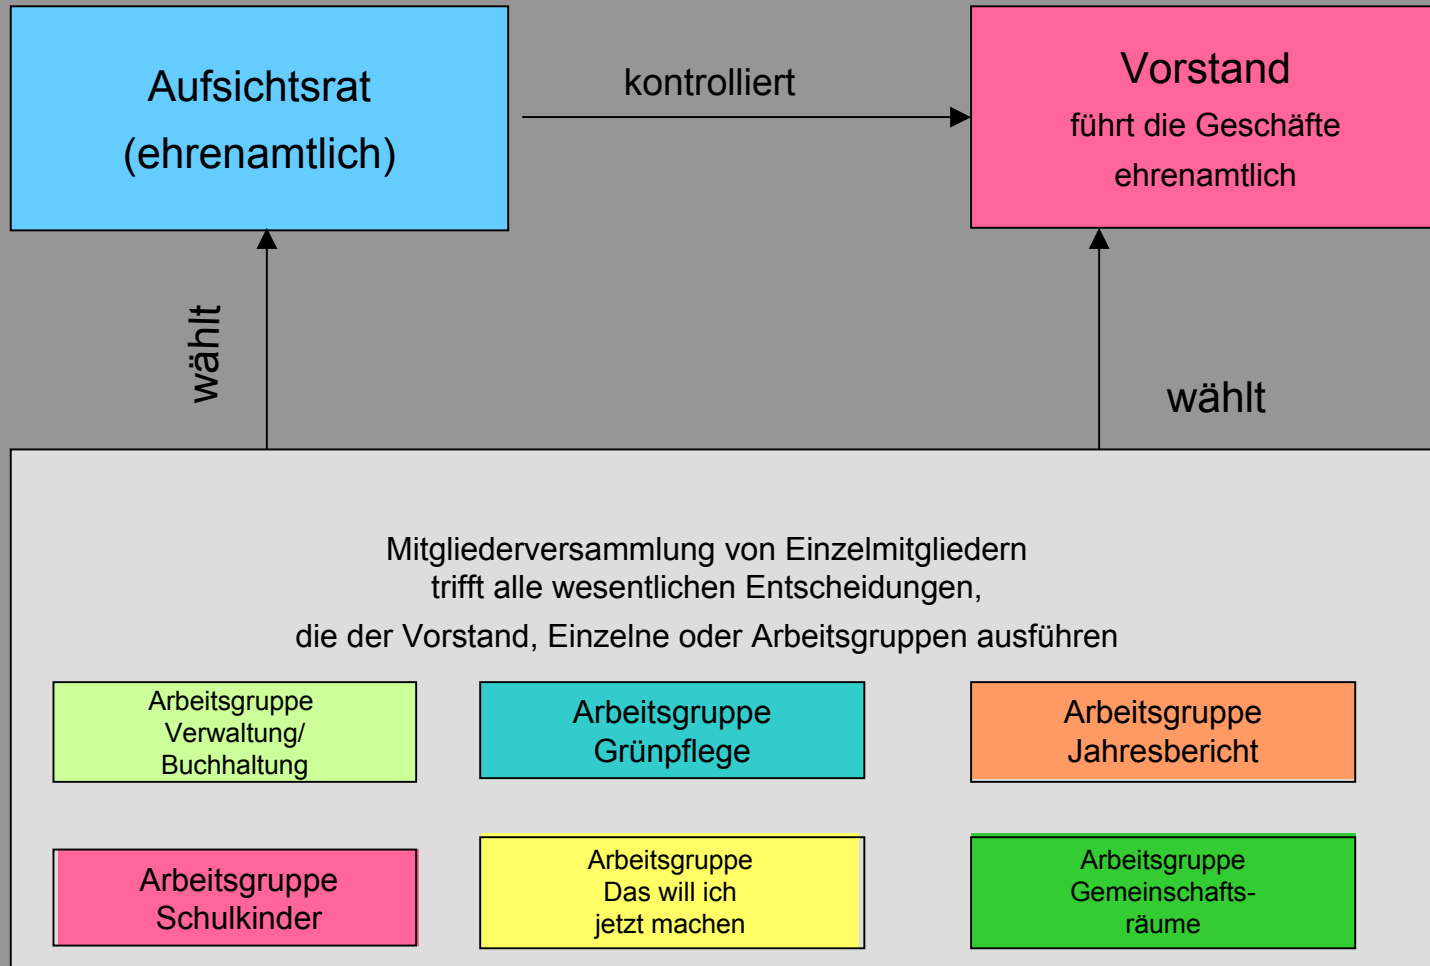 Aufsichtsrat
(ehrenamtlich)
kontrolliert
Vorstand
führt die Geschäfte
ehrenamtlich
wählt
wählt
Mitgliederversammlung von Einzelmitgliedern
trifft alle wesentlichen Entscheidungen,
die der Vorstand, Einzelne oder Arbeitsgruppen ausführen
Arbeitsgruppe
Verwaltung/
Buchhaltung
Arbeitsgruppe
Grünpflege
Arbeitsgruppe
Jahresbericht
Arbeitsgruppe
Schulkinder
Arbeitsgruppe
Das will ich
jetzt machen
Arbeitsgruppe
Gemeinschafts-
räume